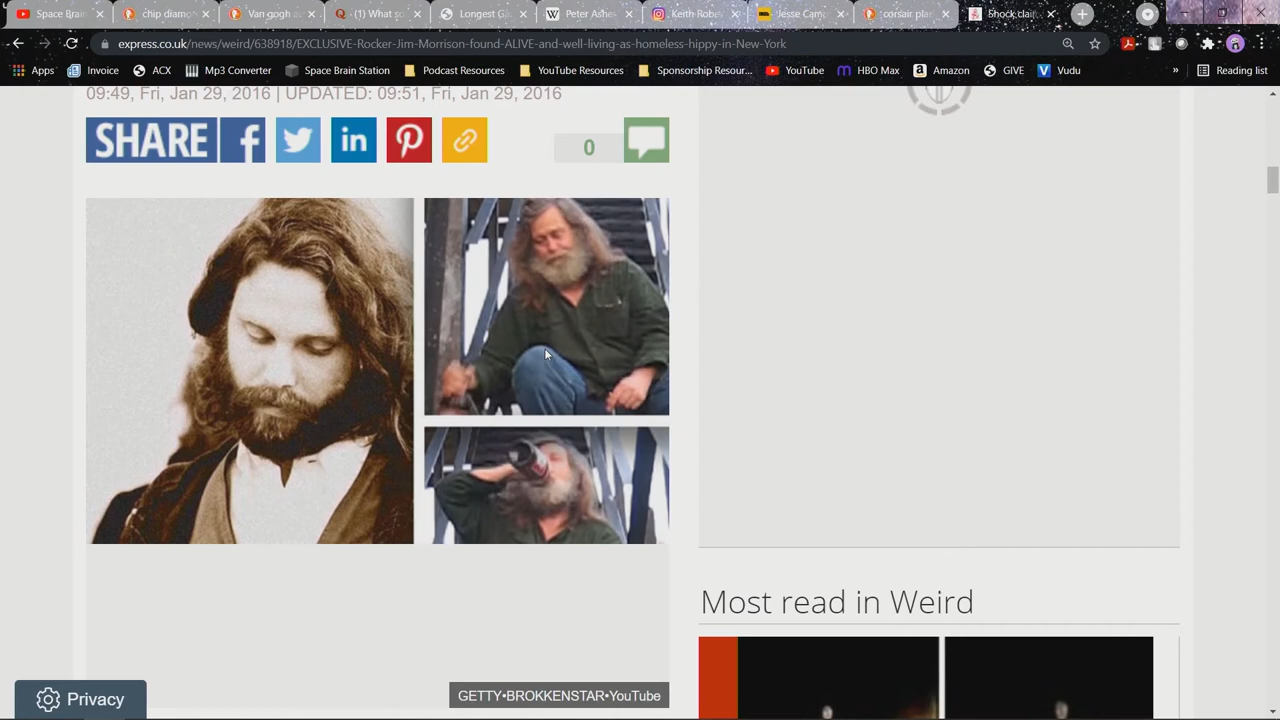 Space Brai
chip diamo
Van gogh a
(1) What so
Longest G
Peter Ashe
Keith Robe
Jesse Camp
corsair pla
Shock clai
express.co.uk/news/weird/638918/EXCLUSIVE-Rocker-Jim-Morrison-found-ALIVE-and-well-living-as-homeless-hippy-in-New-York
Apps
Invoice
ACX
Mp3 Converter
Space Brain Station
Podcast Resources
YouTube Resources
Sponsorship Resour...
YouTube
HBO Max
Amazon
GIVE
Vudu
»
Reading list
09:49, Fri, Jan 29, 2016 | UPDATED: 09:51, Fri, Jan 29, 2016
SHARE
0
GETTY•BROKKENSTAR•YouTube
Most read in Weird
Privacy